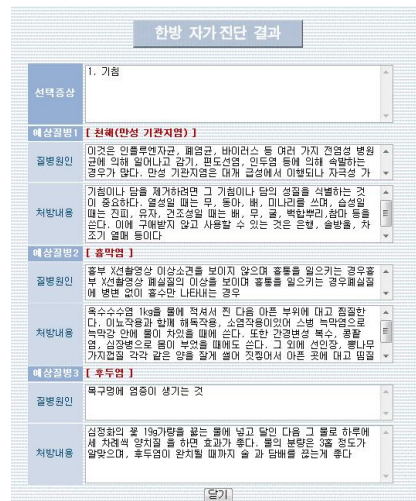 한방 자가진단 결과
선택증상
1. 기침
예상질병1
[ 천해(만성 기관지염) ]
질병원인
이것은 인플루엔자균, 폐염균, 바이러스 등 여러 가지 전염성 병원
균에 의해 일어나고 감기, 편도선염, 인두염 등에 의해 속발하는
경우가 많다. 만성 기관지염은 대개 급성에서 이행되나 자극성 가
처방내용
기침이나 담을 제거하려면 그 기침이나 담의 성질을 식별하는 것
이 중요하다. 열성일 때는 무, 동아, 배, 미나리를 쓰며, 습성일
때는 진피, 유자, 건조성일 때는 배, 무, 귤, 백합뿌리,참마 등을
쓴다. 이에 구애받지 않고 사용할 수 있는 것은 은행, 솔방울, 차
조기 열매 등이다
예상질병2
[ 흉막염 ]
질병원인
흉부 X선촬영상 이상소견을 보이지 않으며 흉통을 일으키는 경우흉
부 X선촬영상 폐실질의 이상을 보이며 흉통을 일으키는 경우폐실질
에 병변 없이 흉수만 나타내는 경우
처방내용
옥수수수염 1kg을 물에 적셔서 찐 다음 아픈 부위에 대고 찜질한
다. 이뇨작용과 함께 해독작용, 소염작용이있어 스병 늑막염으로
늑막강 안에 물이 차있을 때에 쓴다. 또한 간경변성 복수, 콩팥
염, 심장병으로 몸이 부었을 때에도 쓴다. 그 외에 선인장, 뽕나무
가지껍질 각각 같은 양을 잘게 썰어 짓찧어서 아픈 곳에 대고 띰질
예상질병3
[ 후두염 ]
질병원인
목구멍에 염증이 생기는 것
처방내용
심정화의 꽃 19g가량을 끓는 물에 넣고 달인 다음 그 물로 하루에
세 차례씩 양치질 을 하면 효과가 좋다. 물의 분량은 3홉 정도가
알맞으며, 후두염이 완치될 때까지 술 과 담배를 끊는게 좋다
닫기